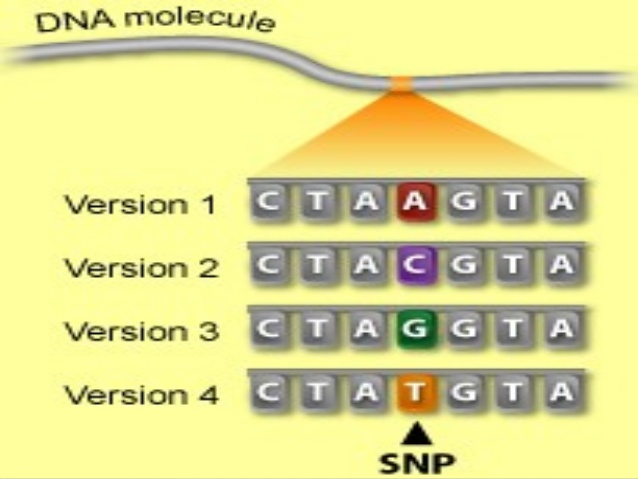 DNA molecule
Version 1 C T A A G T A
Version 2 C T A C G T A
Version 3 C T A G G T A
Version 4 C T A T G T A
SNP